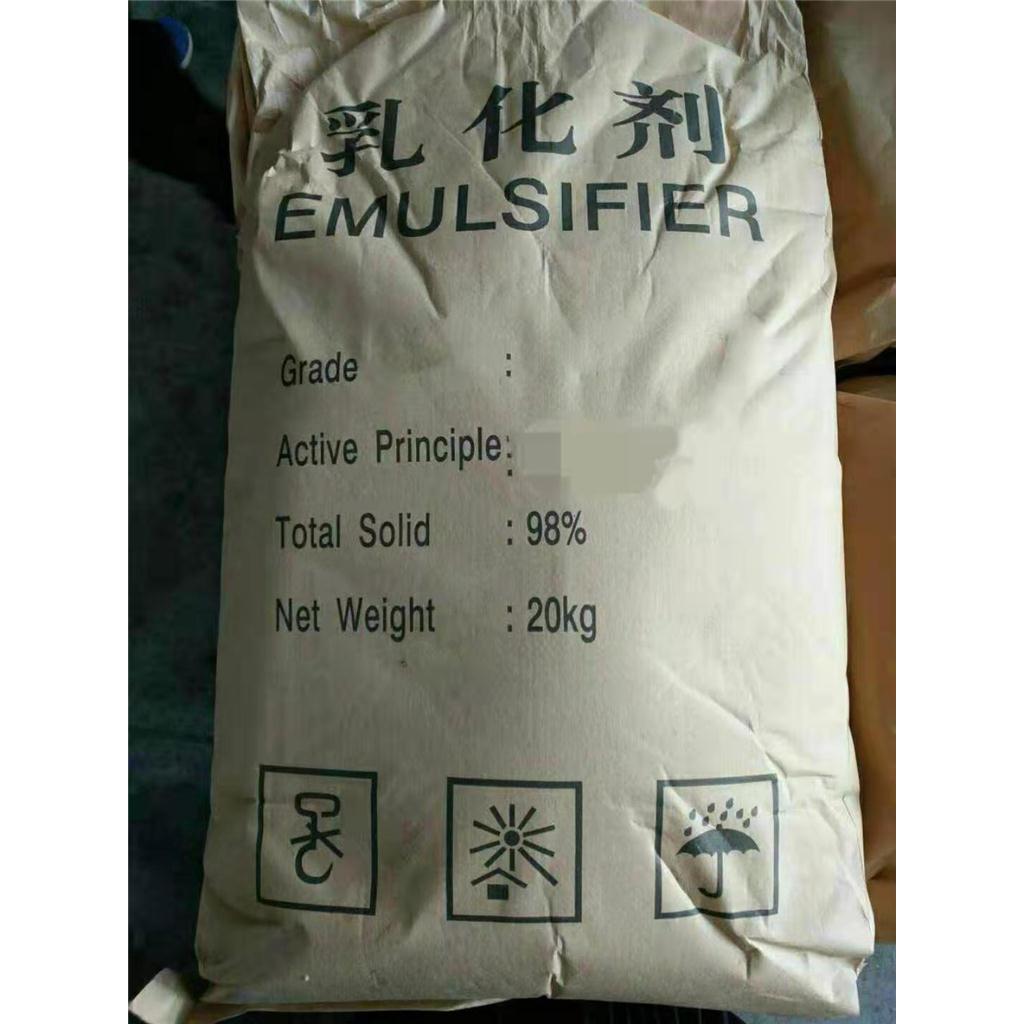 乳化剂
EMULSIFIER
Grade :
Active Principle:
Total Solid : 98%
Net Weight : 20kg